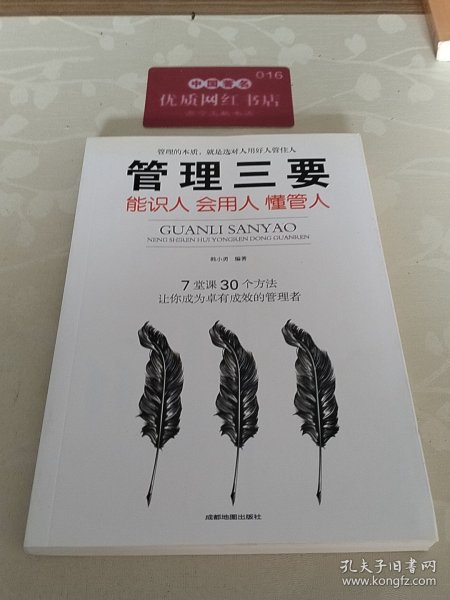 016
中国著名
优质网红书店
管理的本质，就是选对人用好人管住人
管理三要
能识人 会用人 懂管人
GUANLI SANYAO
NENG SHIREN HUI YONGREN DONG GUANREN
韩小勇 编著
7堂课30个方法
让你成为卓有成效的管理者
成都地图出版社
孔夫子旧书网
www.kongfz.com